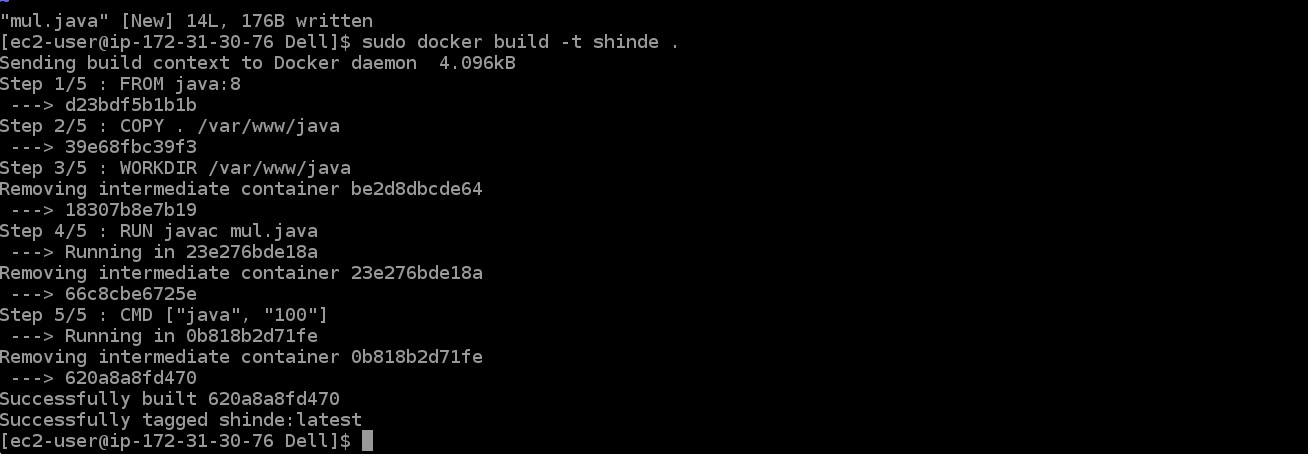 ~
"mul.java" [New] 14L, 176B written
[ec2-user@ip-172-31-30-76 Dell]$ sudo docker build -t shinde .
Sending build context to Docker daemon  4.096kB
Step 1/5 : FROM java:8
 ---> d23bdf5b1b1b
Step 2/5 : COPY . /var/www/java
 ---> 39e68fbc39f3
Step 3/5 : WORKDIR /var/www/java
Removing intermediate container be2d8dbcde64
 ---> 18307b8e7b19
Step 4/5 : RUN javac mul.java
 ---> Running in 23e276bde18a
Removing intermediate container 23e276bde18a
 ---> 66c8cbe6725e
Step 5/5 : CMD ["java", "100"]
 ---> Running in 0b818b2d71fe
Removing intermediate container 0b818b2d71fe
 ---> 620a8a8fd470
Successfully built 620a8a8fd470
Successfully tagged shinde:latest
[ec2-user@ip-172-31-30-76 Dell]$